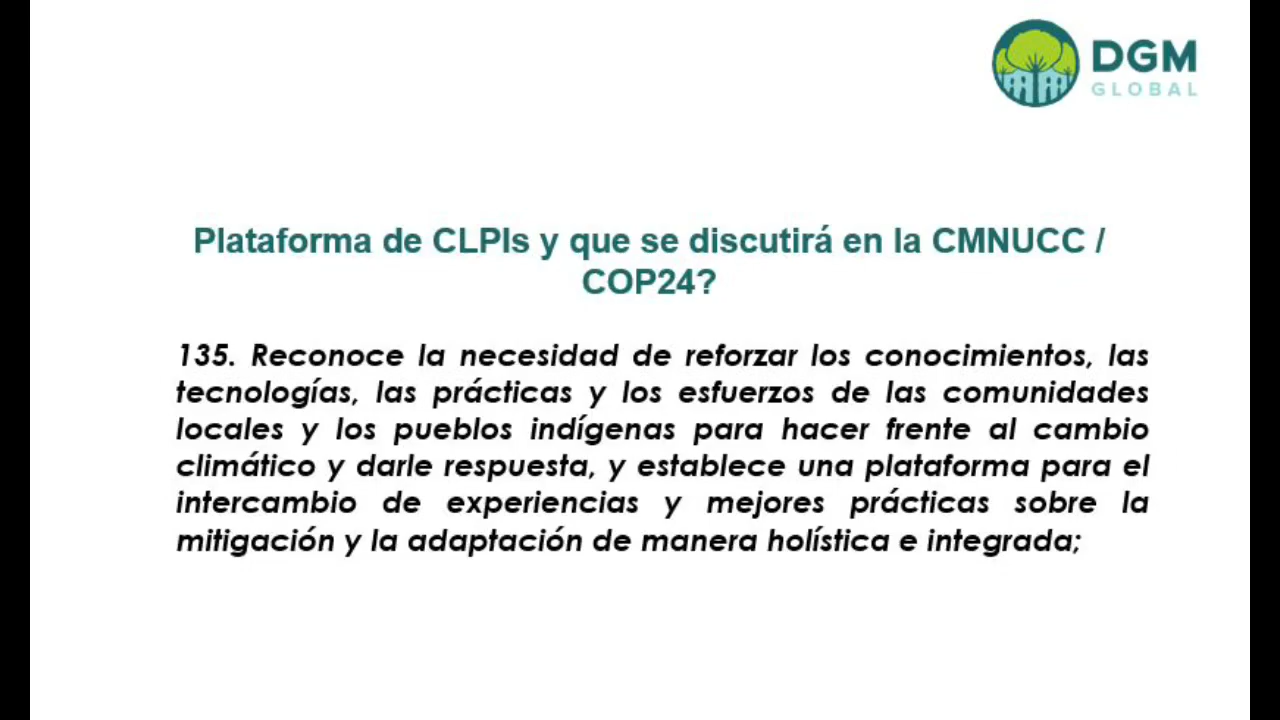 DGM
GLOBAL
Plataforma de CLPIs y que se discutirá en la CMNUCC /
COP24?
135. Reconoce la necesidad de reforzar los conocimientos, las
tecnologías, las prácticas y los esfuerzos de las comunidades
locales y los pueblos indígenas para hacer frente al cambio
climático y darle respuesta, y establece una plataforma para el
intercambio de experiencias y mejores prácticas sobre la
mitigación y la adaptación de manera holística e integrada;